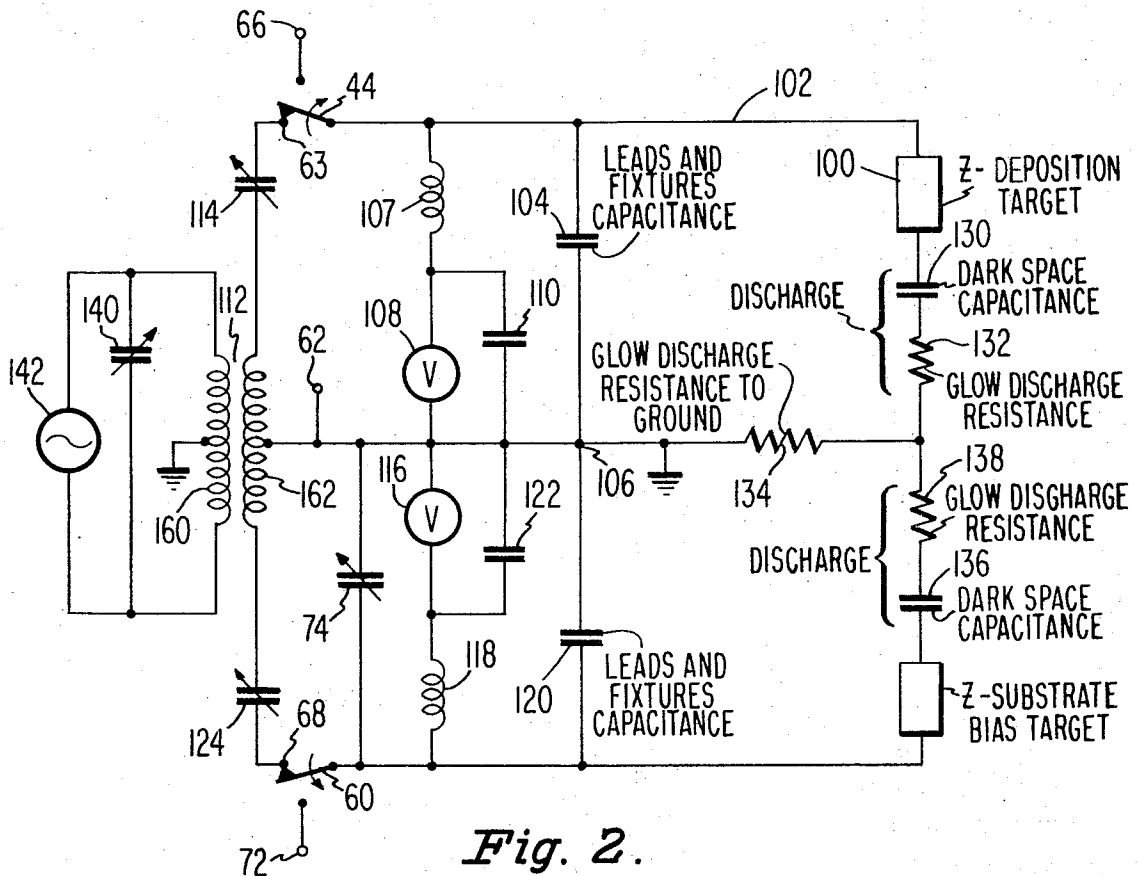 66
44
63
102
LEADS AND
FIXTURES
CAPACITANCE
100
Z- DEPOSITION
TARGET
114
107
104
130
DARK SPACE
CAPACITANCE
DISCHARGE
112
140
142
62
108
V
110
GLOW DISCHARGE
RESISTANCE TO
GROUND
132
GLOW DISCHARGE
RESISTANCE
160
162
116
V
122
106
134
138
GLOW DISGHARGE
RESISTANCE
DISCHARGE
136
DARK SPACE
CAPACITANCE
74
118
120
LEADS AND
FIXTURES
CAPACITANCE
Z-SUBSTRATE
BIAS TARGET
124
68
60
72
Fig. 2.